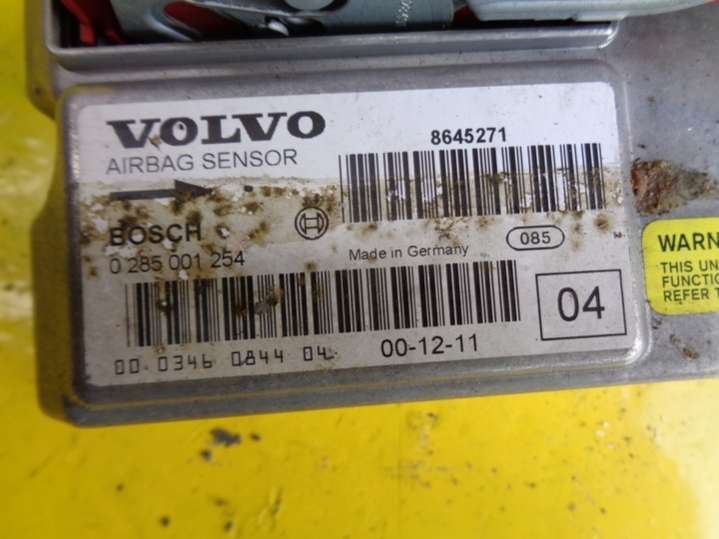 VOLVO
AIRBAG SENSOR
8645271
BOSCH
0 285 001 254
Made in Germany
085
04
00 0346 0844 04
00-12-11
WARN
THIS UN
FUNCTIO
REFER T